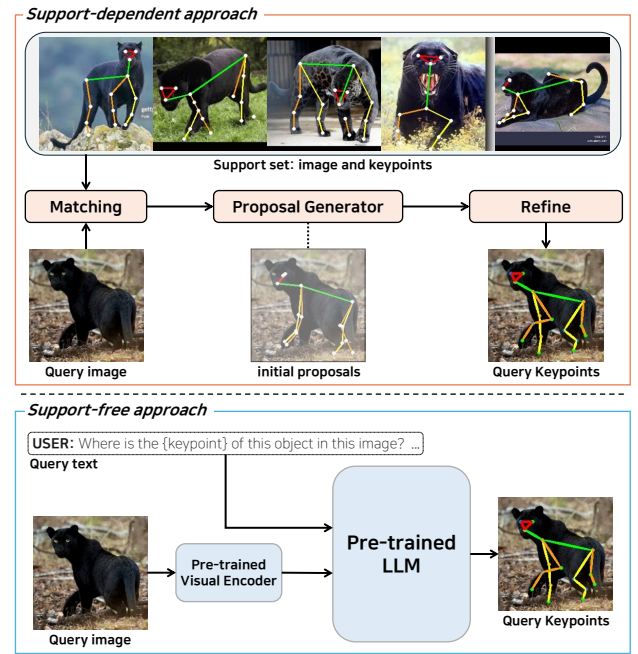 Support-dependent approach
Support set: image and keypoints
Matching
Proposal Generator
Refine
Query image
initial proposals
Query Keypoints
Support-free approach
USER: Where is the {keypoint} of this object in this image? ...
Query text
Pre-trained
Visual Encoder
Pre-trained
LLM
Query image
Query Keypoints